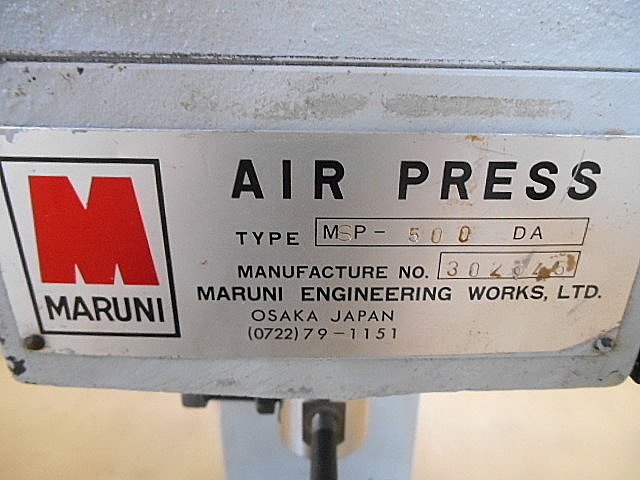 AIR PRESS
TYPE MSP- 500 DA
MANUFACTURE NO.
MARUNI ENGINEERING WORKS, LTD.
OSAKA JAPAN
(0722)79-1151
M
MARUNI